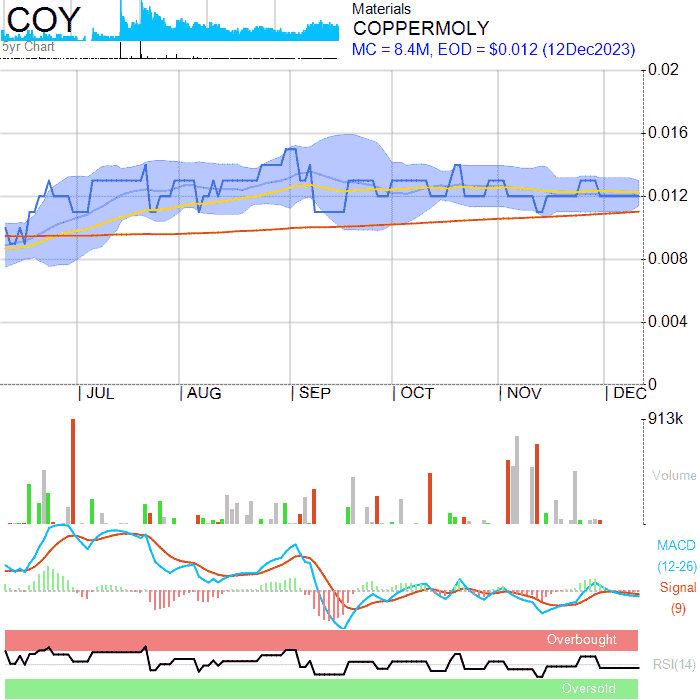 COY
5yr Chart
Materials
COPPERMOLY
MC = 8.4M, EOD = $0.012 (12Dec2023)
0.02
0.016
0.012
0.008
0.004
0
| JUL | AUG | SEP | OCT | NOV | DEC
913k
Volume
MACD
(12-26)
Signal
(9)
Overbought
RSI(14)
Oversold